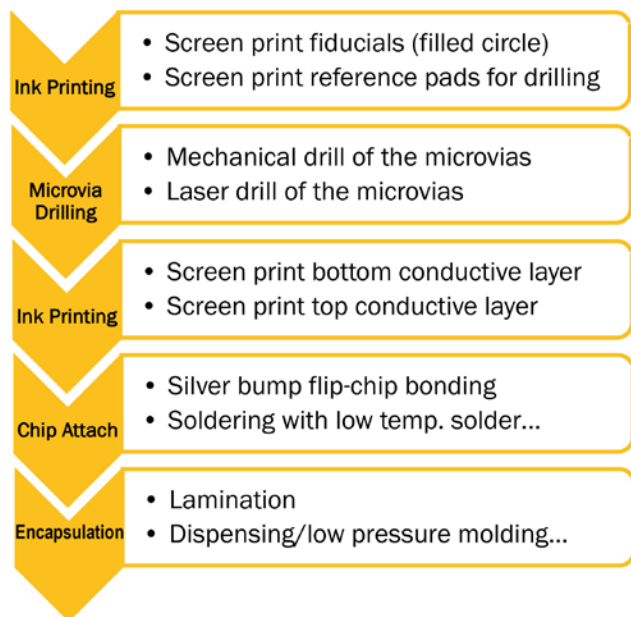 Ink Printing
• Screen print fiducials (filled circle)
• Screen print reference pads for drilling
Microvia
Drilling
• Mechanical drill of the microvias
• Laser drill of the microvias
Ink Printing
• Screen print bottom conductive layer
• Screen print top conductive layer
Chip Attach
• Silver bump flip-chip bonding
• Soldering with low temp. solder...
Encapsulation
• Lamination
• Dispensing/low pressure molding...